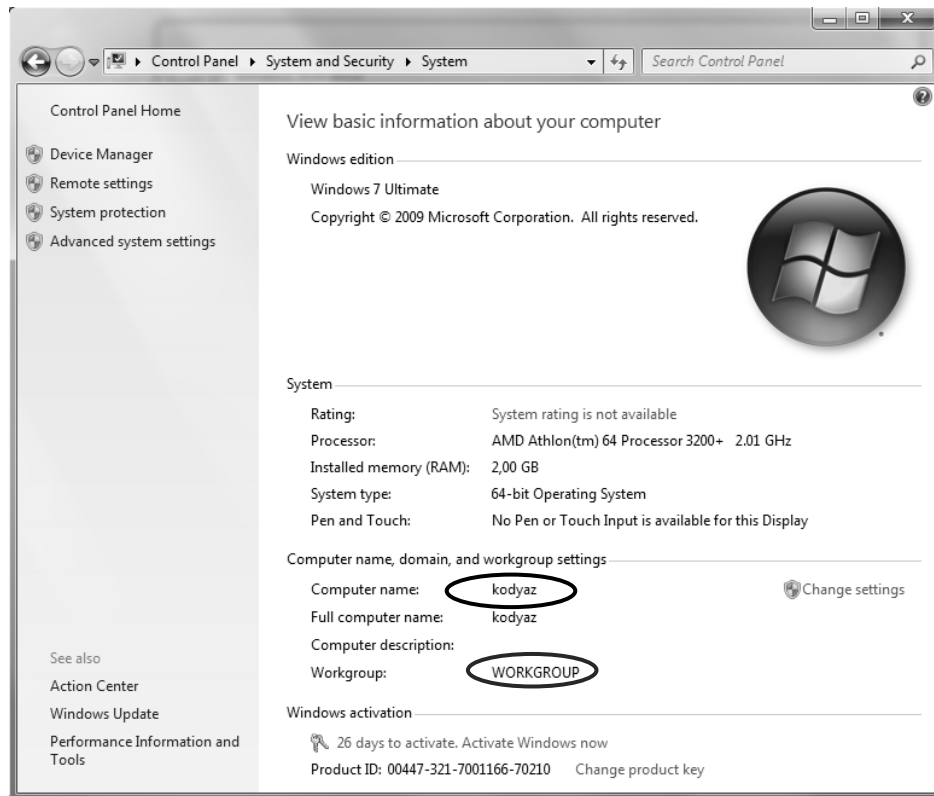 Control Panel System and Security System Search Control Panel
Control Panel Home
Device Manager
Remote settings
System protection
Advanced system settings
See also
Action Center
Windows Update
Performance Information and
Tools
View basic information about your computer
Windows edition
Windows 7 Ultimate
Copyright © 2009 Microsoft Corporation. All rights reserved.
System
Rating: System rating is not available
Processor: AMD Athlon(tm) 64 Processor 3200+ 2.01 GHz
Installed memory (RAM): 2,00 GB
System type: 64-bit Operating System
Pen and Touch: No Pen or Touch Input is available for this Display
Computer name, domain, and workgroup settings
Computer name: kodyaz Change settings
Full computer name: kodyaz
Computer description:
Workgroup: WORKGROUP
Windows activation
26 days to activate. Activate Windows now
Product ID: 00447-321-7001166-70210 Change product key